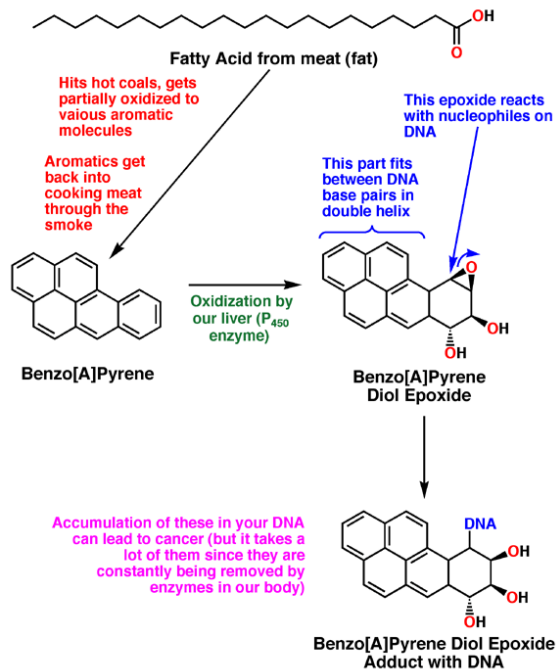 OH
O
Fatty Acid from meat (fat)
Hits hot coals, gets
partially oxidized to
vaious aromatic
molecules
This epoxide reacts
with nucleophiles on
DNA
Aromatics get
back into
cooking meat
through the
smoke
This part fits
between DNA
base pairs in
double helix
O
OH
OH
Oxidization by
our liver (P450
enzyme)
Benzo[A]Pyrene
Benzo[A]Pyrene
Diol Epoxide
Accumulation of these in your DNA
can lead to cancer (but it takes a
lot of them since they are
constantly being removed by
enzymes in our body)
DNA
OH
OH
OH
Benzo[A]Pyrene Diol Epoxide
Adduct with DNA